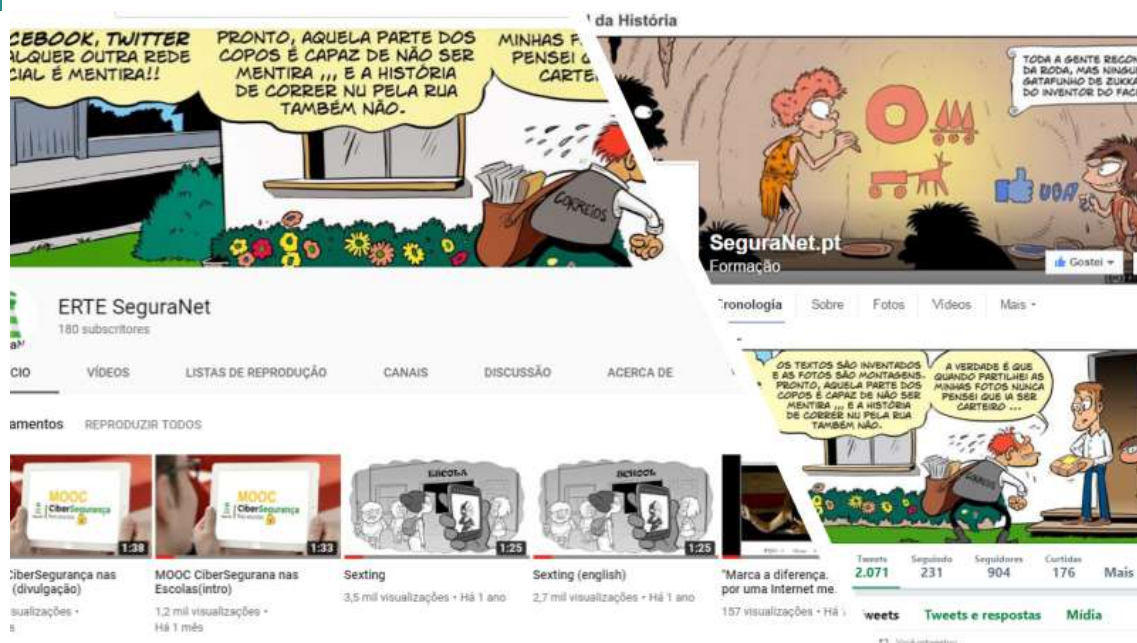 l da História
CEBOOK, TWITTER
ALQUER OUTRA REDE
CIAL É MENTIRA!!
PRONTO, AQUELA PARTE DOS
COPOS É CAPAZ DE NÃO SER
MENTIRA ,,, E A HISTÓRIA
DE CORRER NU PELA RUA
TAMBÉM NÃO.
MINHAS F
PENSEI
CARTE
CORREIOS
TODA A GENTE RECON
DA RODA, MAS NINGU
GATAFUNHO DE ZUKKA
DO INVENTOR DO FAC
UGA
SeguraNet.pt
Formação
Gostei
Cronologia
Sobre
Fotos
Vídeos
Mais
ERTE SeguraNet
180 subscritores
CIO
VÍDEOS
LISTAS DE REPRODUÇÃO
CANAIS
DISCUSSÃO
ACERCA DE
amentos
REPRODUZIR TODOS
MOOC
CiberSegurança
1:38
CiberSegurança nas
(divulgação)
sualizações •
s
MOOC
CiberSegurança
1:33
MOOC CiberSegurana nas
Escolas(intro)
1,2 mil visualizações •
Há 1 mês
ESCOLA
1:25
Sexting
3,5 mil visualizações • Há 1 ano
SCHOOL
1:25
Sexting (english)
2,7 mil visualizações • Há 1 ano
"Marca a diferença.
por uma Internet me.
157 visualizações • Há
OS TEXTOS SÃO INVENTADOS
E AS FOTOS SÃO MONTAGENS.
PRONTO, AQUELA PARTE DOS
COPOS É CAPAZ DE NÃO SER
MENTIRA ,,, E A HISTÓRIA
DE CORRER NU PELA RUA
TAMBÉM NÃO.
A VERDADE É QUE
QUANDO PARTILHEI AS
MINHAS FOTOS NUNCA
PENSEI QUE IA SER
CARTEIRO ...
CORREIOS
Tweets
2.071
Seguindo
231
Seguidores
904
Curtidas
176
Mais
weets
Tweets e respostas
Mídia